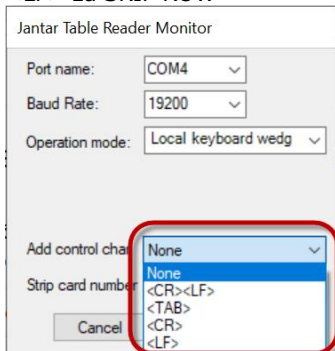 Jantar Table Reader Monitor
Port name: COM4
Baud Rate: 19200
Operation mode: Local keyboard wedg
Add control char None
None
Strip card number <CR><LF>
<TAB>
Cancel <CR>
<LF>